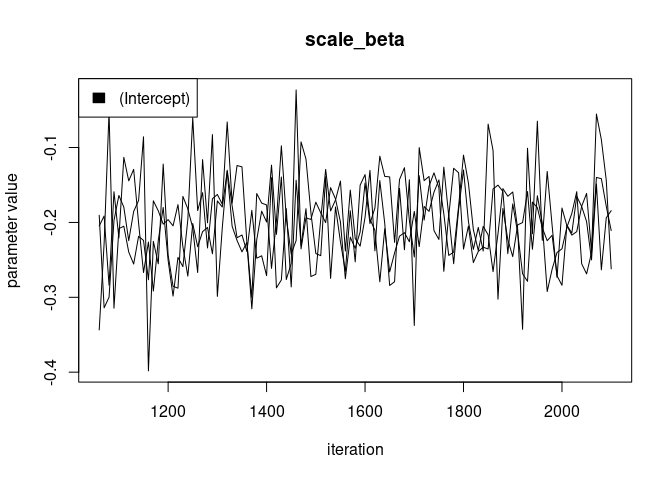 scale_beta
(Intercept)
parameter value
-0.1
-0.2
-0.3
-0.4
1200 1400 1600 1800 2000
iteration